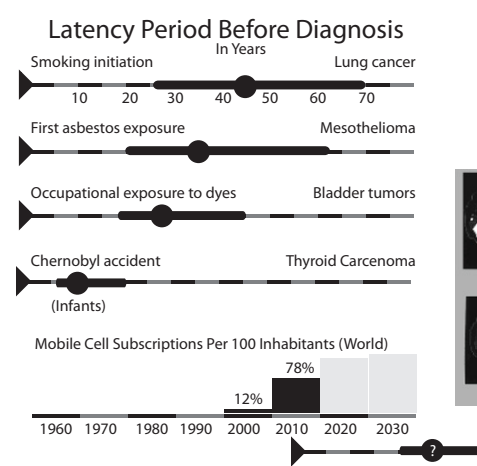 Latency Period Before Diagnosis
In Years
Smoking initiation Lung cancer
10 20 30 40 50 60 70
First asbestos exposure Mesothelioma
Occupational exposure to dyes Bladder tumors
Chernobyl accident Thyroid Carcenoma
(Infants)
Mobile Cell Subscriptions Per 100 Inhabitants (World)
78%
12%
1960 1970 1980 1990 2000 2010 2020 2030
?